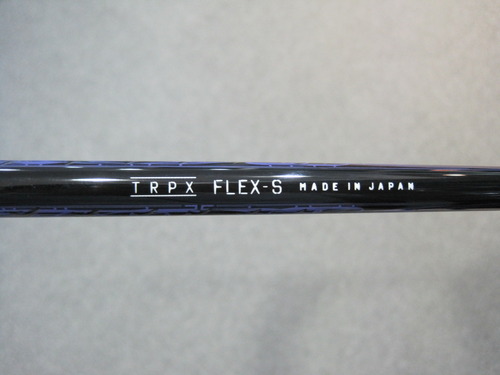 TRPX FLEX-S MADE IN JAPAN